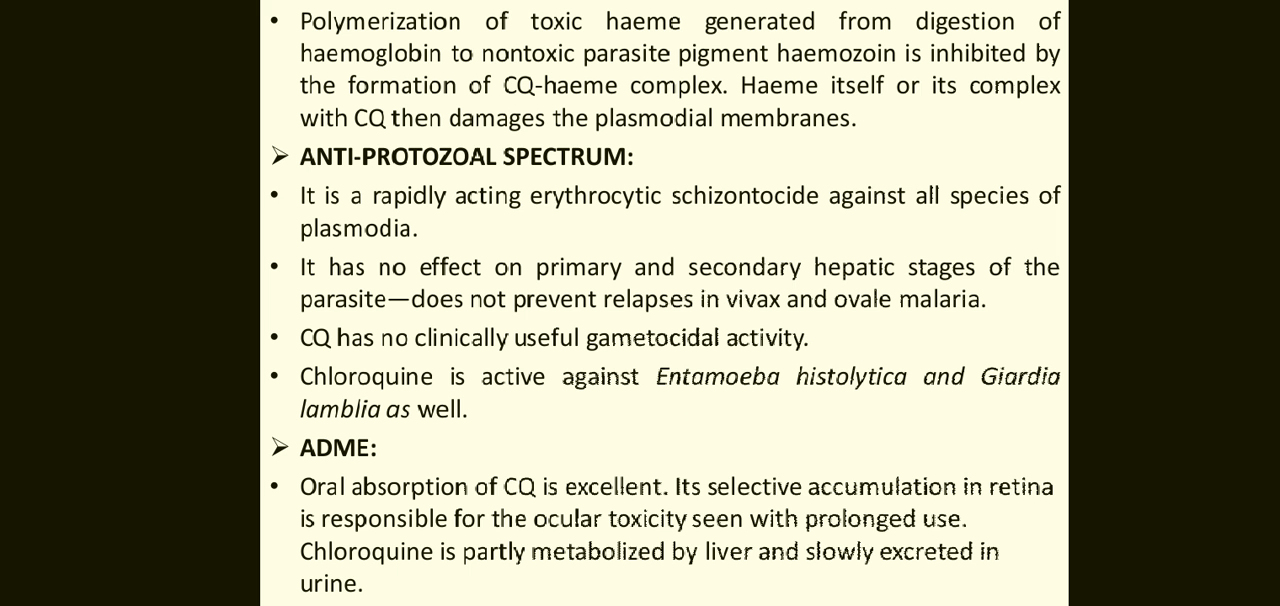 • Polymerization of toxic haeme generated from digestion of
haemoglobin to nontoxic parasite pigment haemozoin is inhibited by
the formation of CQ-haeme complex. Haeme itself or its complex
with CQ then damages the plasmodial membranes.
➢ ANTI-PROTOZOAL SPECTRUM:
• It is a rapidly acting erythrocytic schizontocide against all species of
plasmodia.
• It has no effect on primary and secondary hepatic stages of the
parasite—does not prevent relapses in vivax and ovale malaria.
• CQ has no clinically useful gametocidal activity.
• Chloroquine is active against Entamoeba histolytica and Giardia
lamblia as well.
➢ ADME:
• Oral absorption of CQ is excellent. Its selective accumulation in retina
is responsible for the ocular toxicity seen with prolonged use.
Chloroquine is partly metabolized by liver and slowly excreted in
urine.